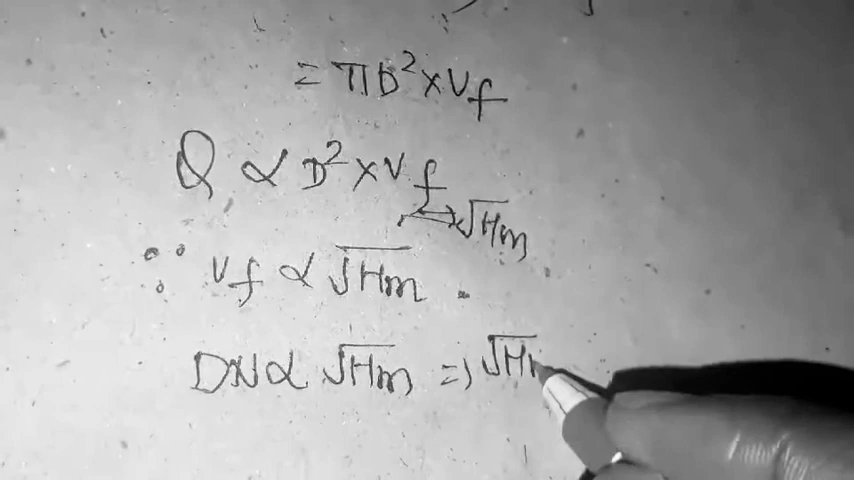 = πD² x Vf
Q ∝ D² x Vf
√Hm
∵ Vf ∝ √Hm .
DN ∝ √Hm ⇒ √H